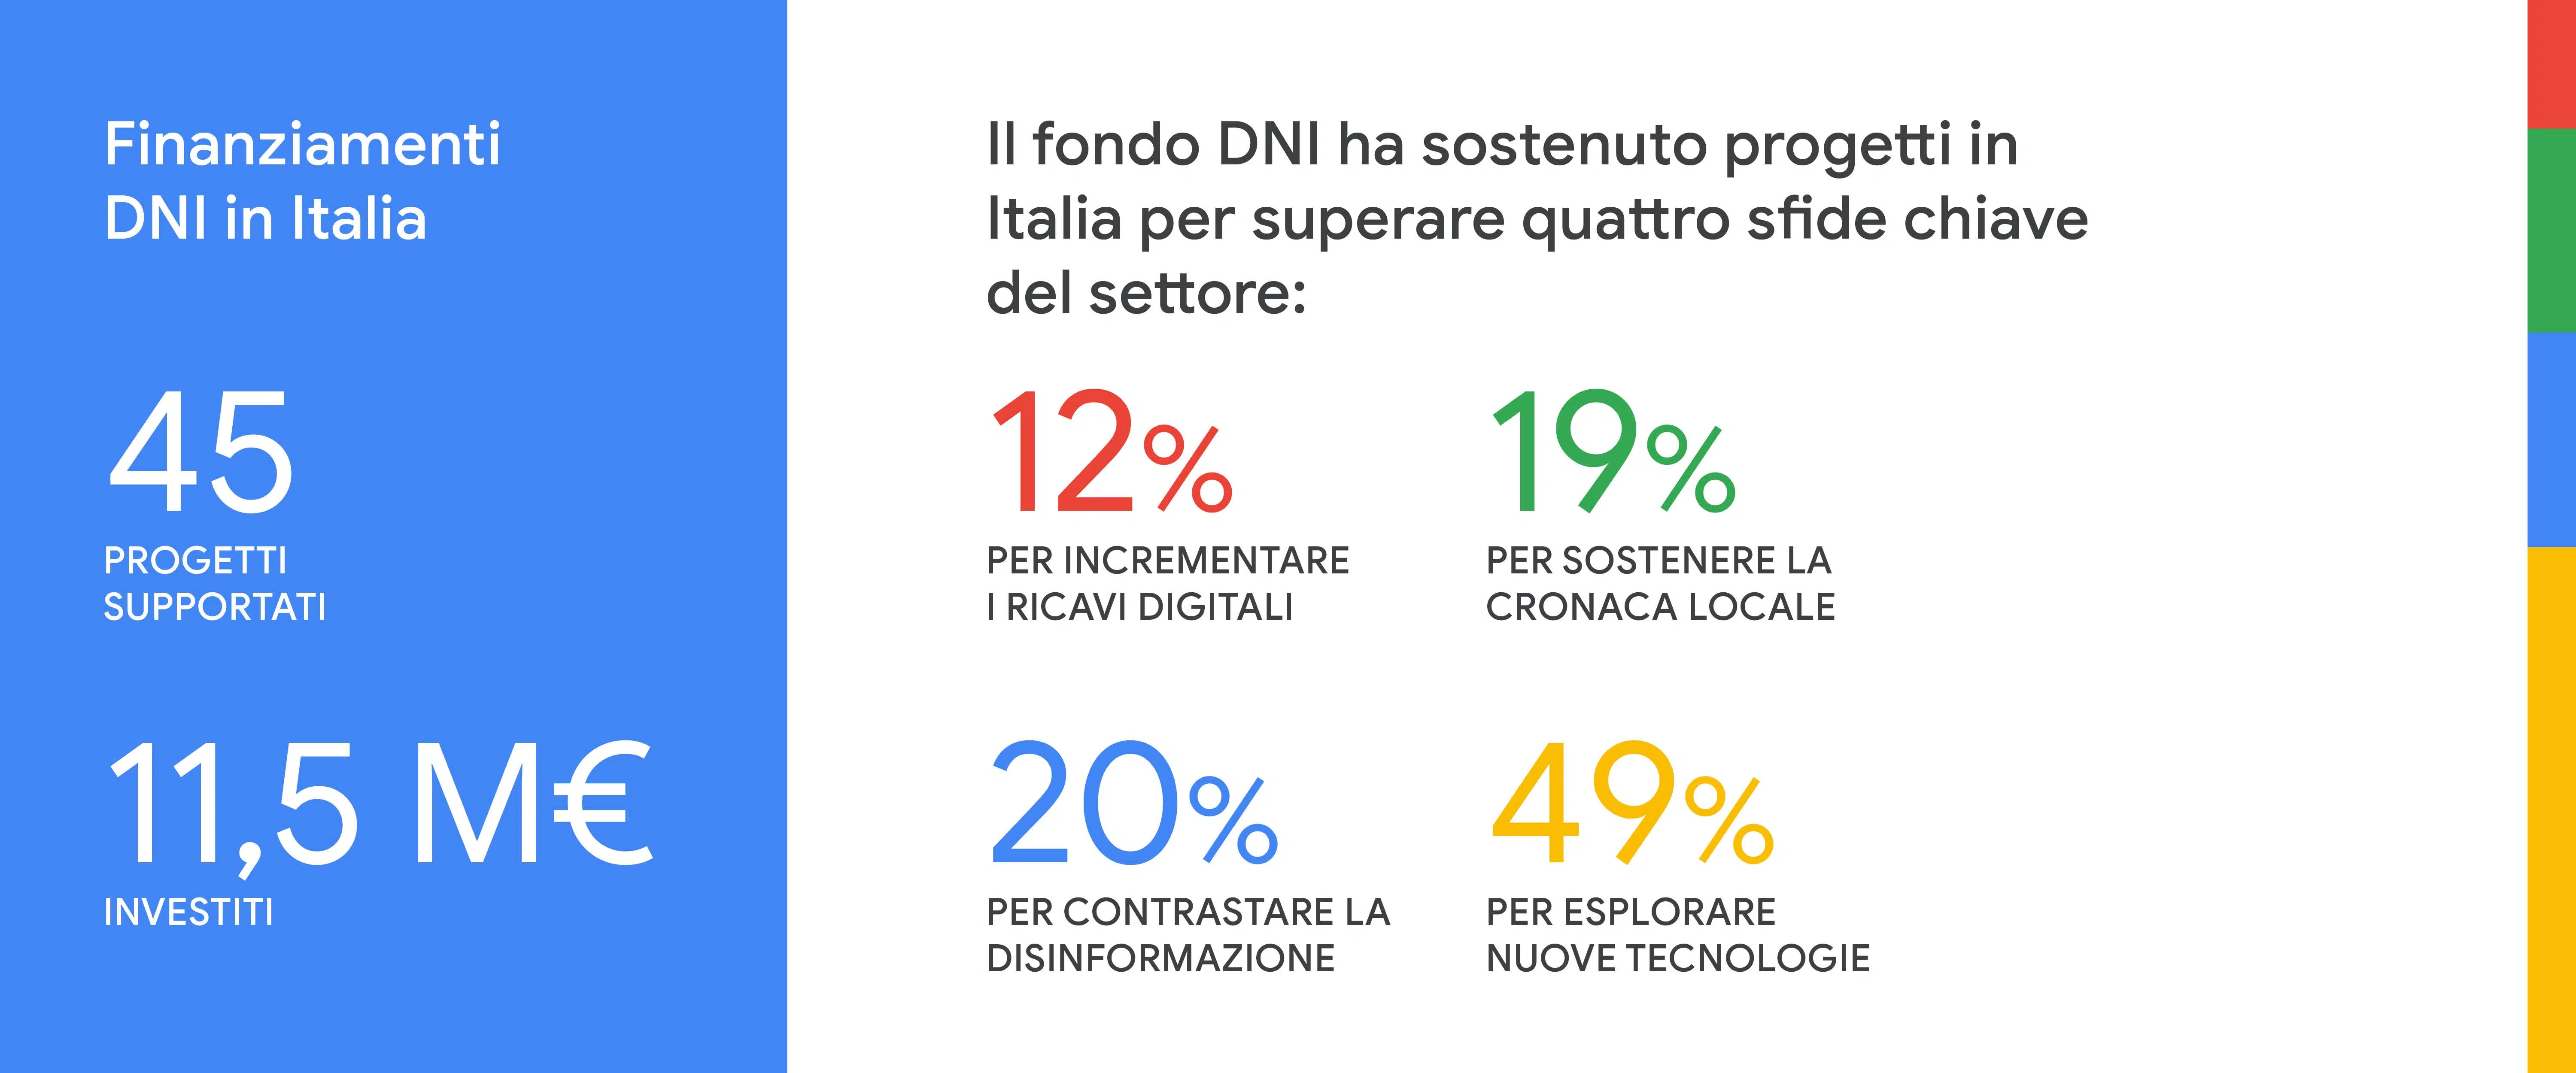 Finanziamenti
DNI in Italia
45
PROGETTI
SUPPORTATI
11,5 M€
INVESTITI
Il fondo DNI ha sostenuto progetti in
Italia per superare quattro sfide chiave
del settore:
12%
PER INCREMENTARE
I RICAVI DIGITALI
19%
PER SOSTENERE LA
CRONACA LOCALE
20%
PER CONTRASTARE LA
DISINFORMAZIONE
49%
PER ESPLORARE
NUOVE TECNOLOGIE